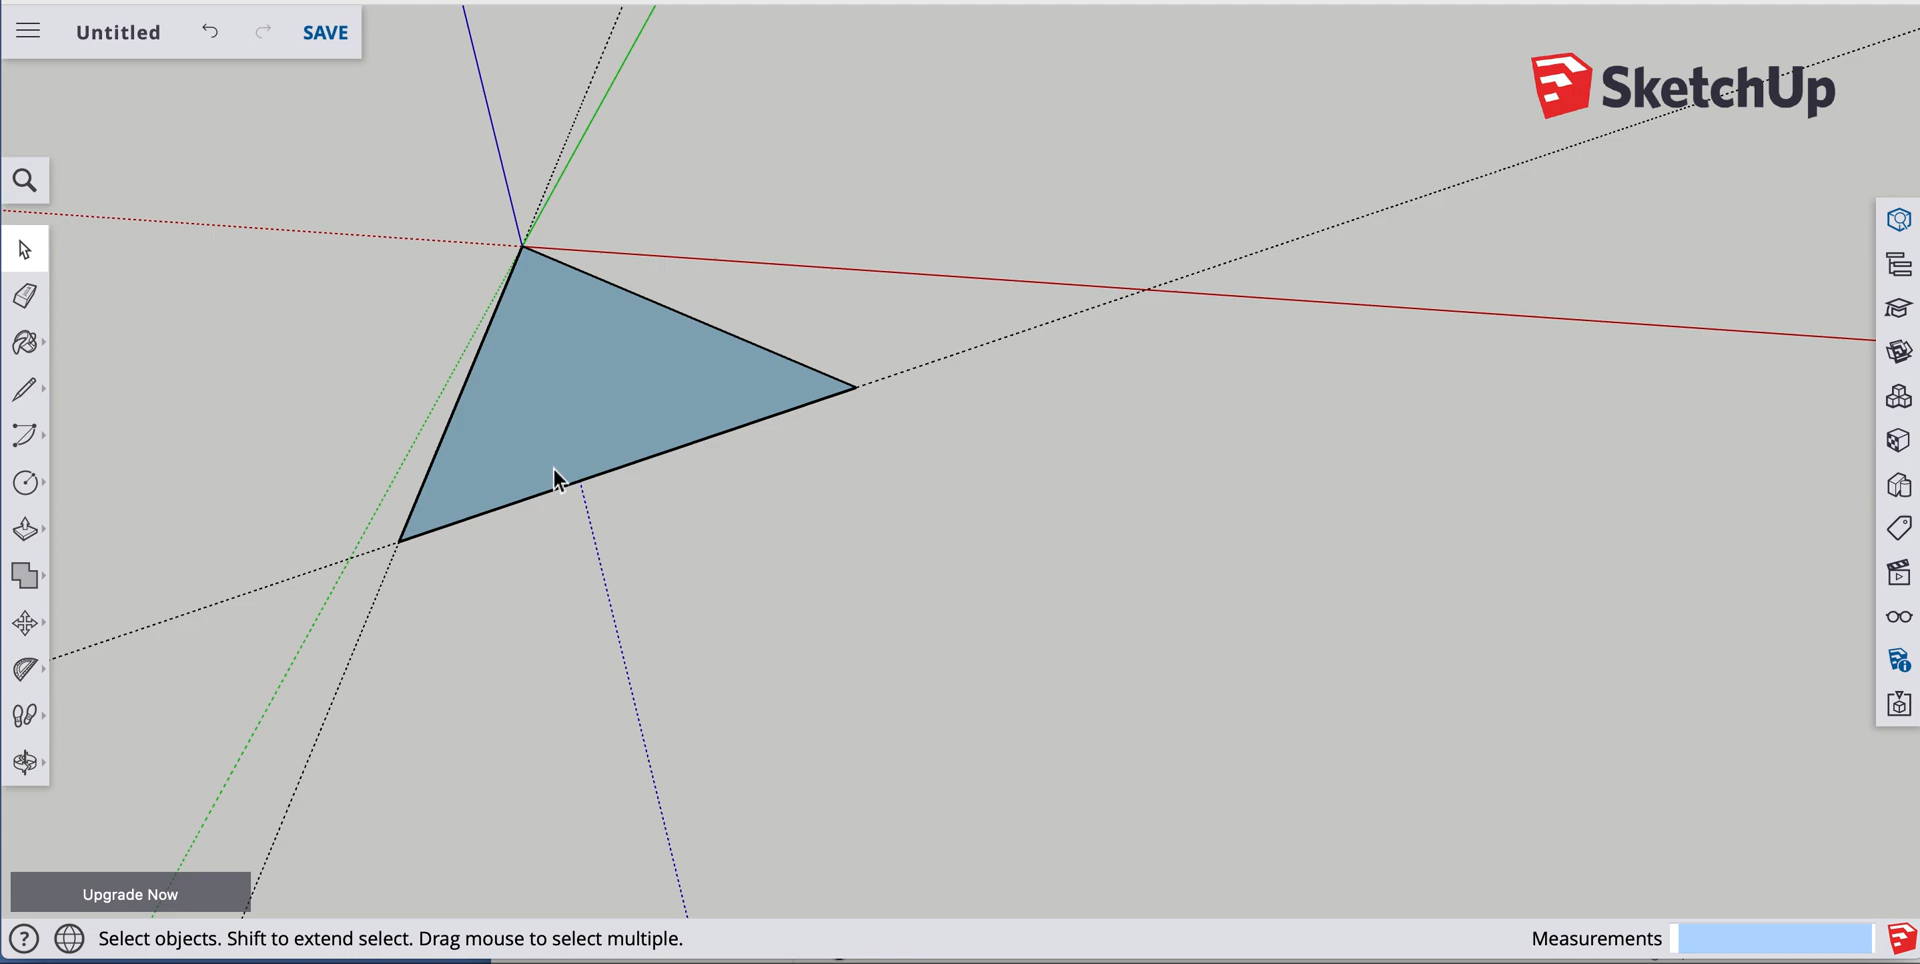 Untitled
SAVE
SketchUp
Upgrade Now
Select objects. Shift to extend select. Drag mouse to select multiple.
Measurements